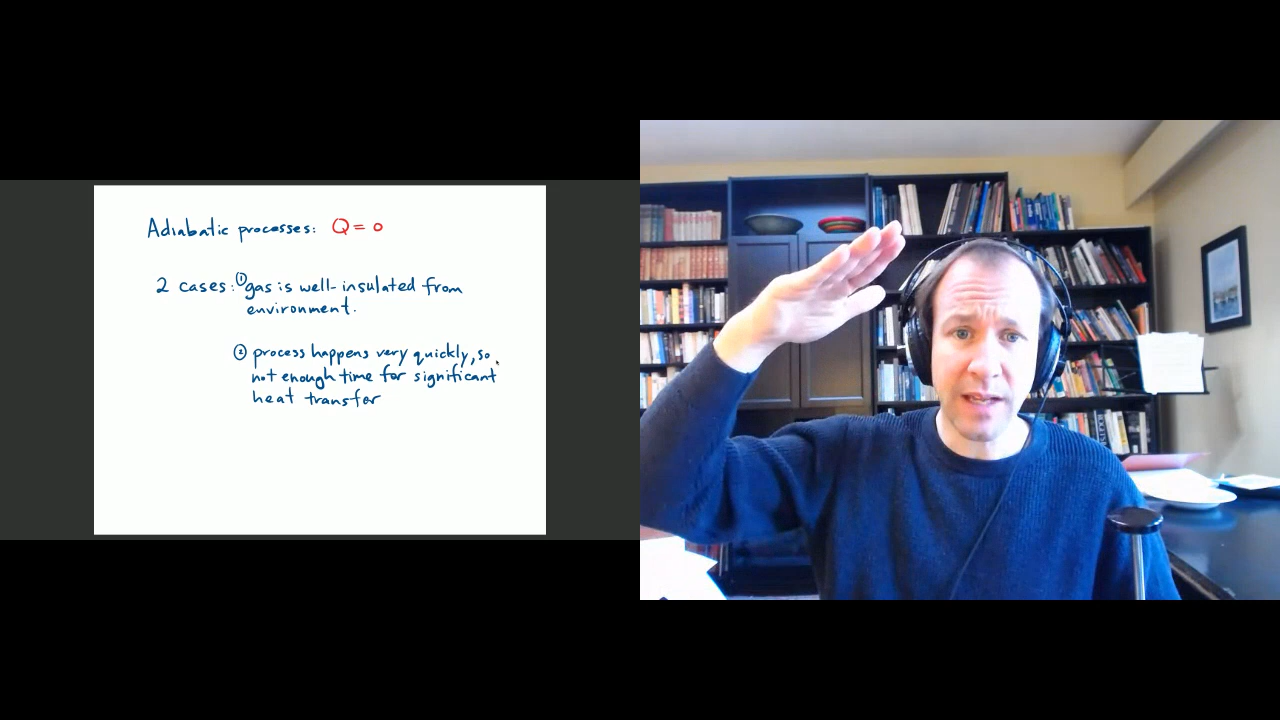 Adiabatic processes: Q = 0
2 cases: ① gas is well-insulated from
environment.
② process happens very quickly, so
not enough time for significant
heat transfer